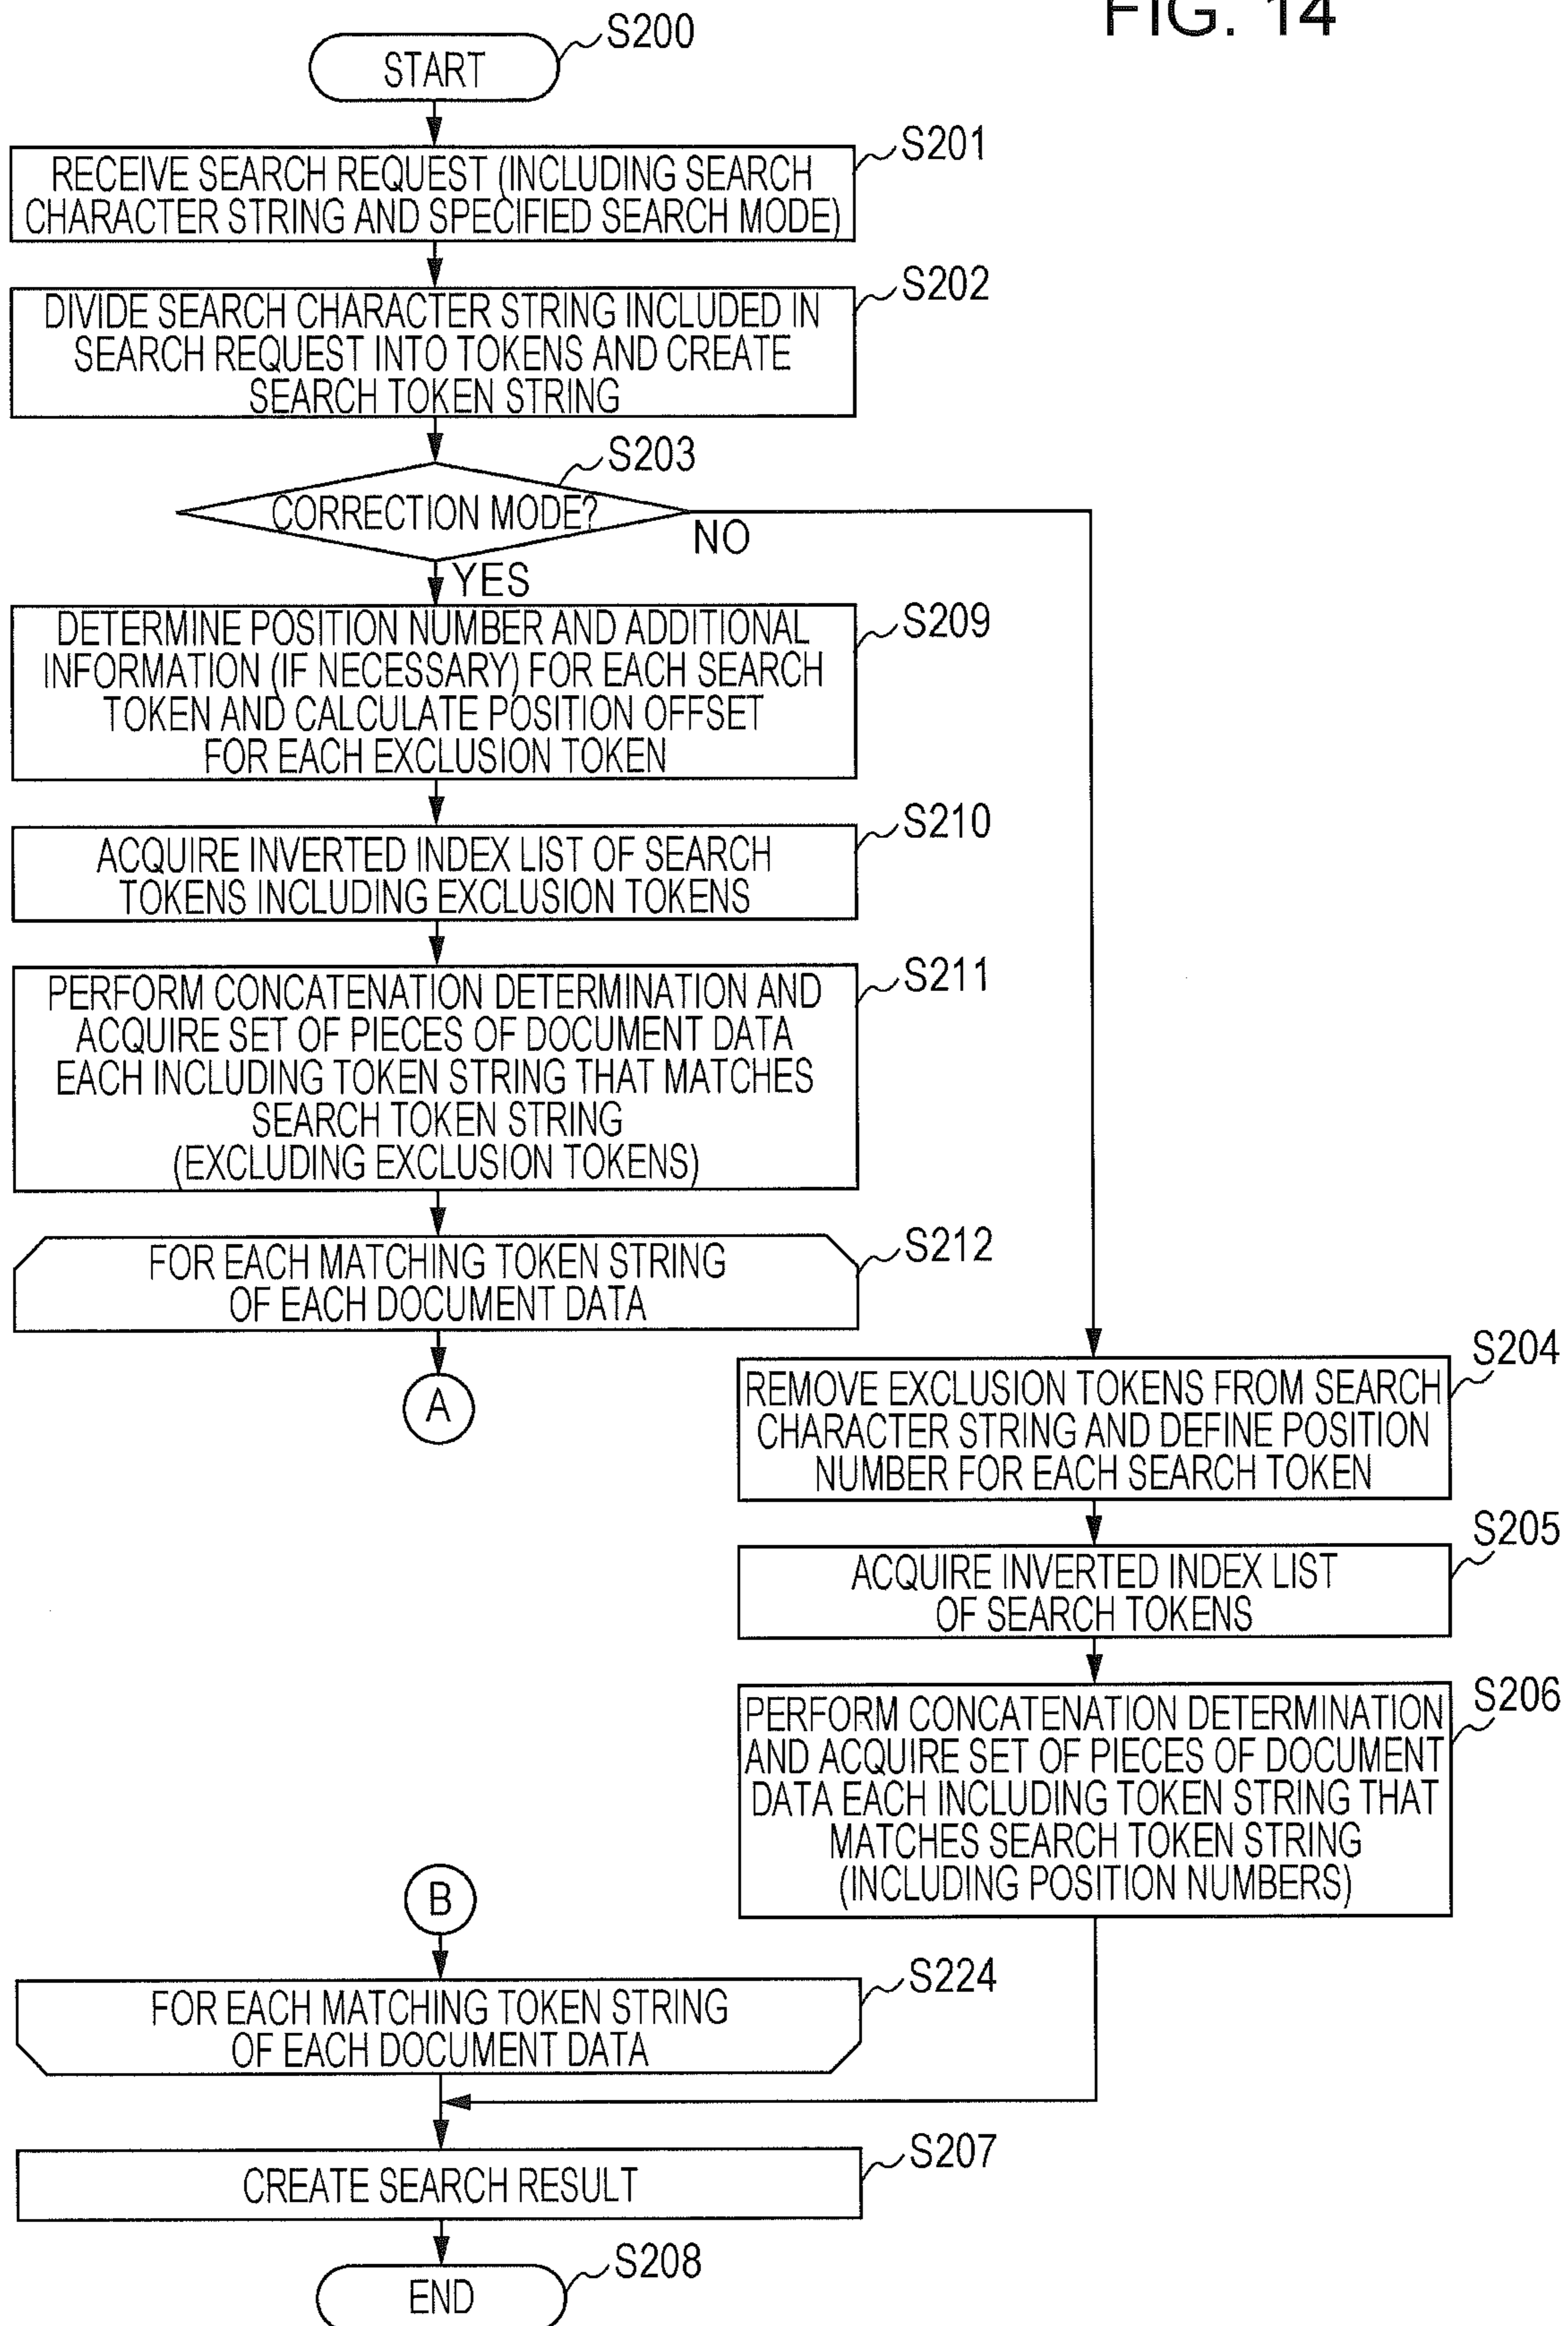 FIG. 14
S200
START
S201
RECEIVE SEARCH REQUEST (INCLUDING SEARCH
CHARACTER STRING AND SPECIFIED SEARCH MODE)
S202
DIVIDE SEARCH CHARACTER STRING INCLUDED IN
SEARCH REQUEST INTO TOKENS AND CREATE
SEARCH TOKEN STRING
S203
CORRECTION MODE?
NO
YES
S209
DETERMINE POSITION NUMBER AND ADDITIONAL
INFORMATION (IF NECESSARY) FOR EACH SEARCH
TOKEN AND CALCULATE POSITION OFFSET
FOR EACH EXCLUSION TOKEN
S210
ACQUIRE INVERTED INDEX LIST OF SEARCH
TOKENS INCLUDING EXCLUSION TOKENS
S211
PERFORM CONCATENATION DETERMINATION AND
ACQUIRE SET OF PIECES OF DOCUMENT DATA
EACH INCLUDING TOKEN STRING THAT MATCHES
SEARCH TOKEN STRING
(EXCLUDING EXCLUSION TOKENS)
S212
FOR EACH MATCHING TOKEN STRING
OF EACH DOCUMENT DATA
A
S204
REMOVE EXCLUSION TOKENS FROM SEARCH
CHARACTER STRING AND DEFINE POSITION
NUMBER FOR EACH SEARCH TOKEN
S205
ACQUIRE INVERTED INDEX LIST
OF SEARCH TOKENS
S206
PERFORM CONCATENATION DETERMINATION
AND ACQUIRE SET OF PIECES OF DOCUMENT
DATA EACH INCLUDING TOKEN STRING THAT
MATCHES SEARCH TOKEN STRING
(INCLUDING POSITION NUMBERS)
B
S224
FOR EACH MATCHING TOKEN STRING
OF EACH DOCUMENT DATA
S207
CREATE SEARCH RESULT
S208
END